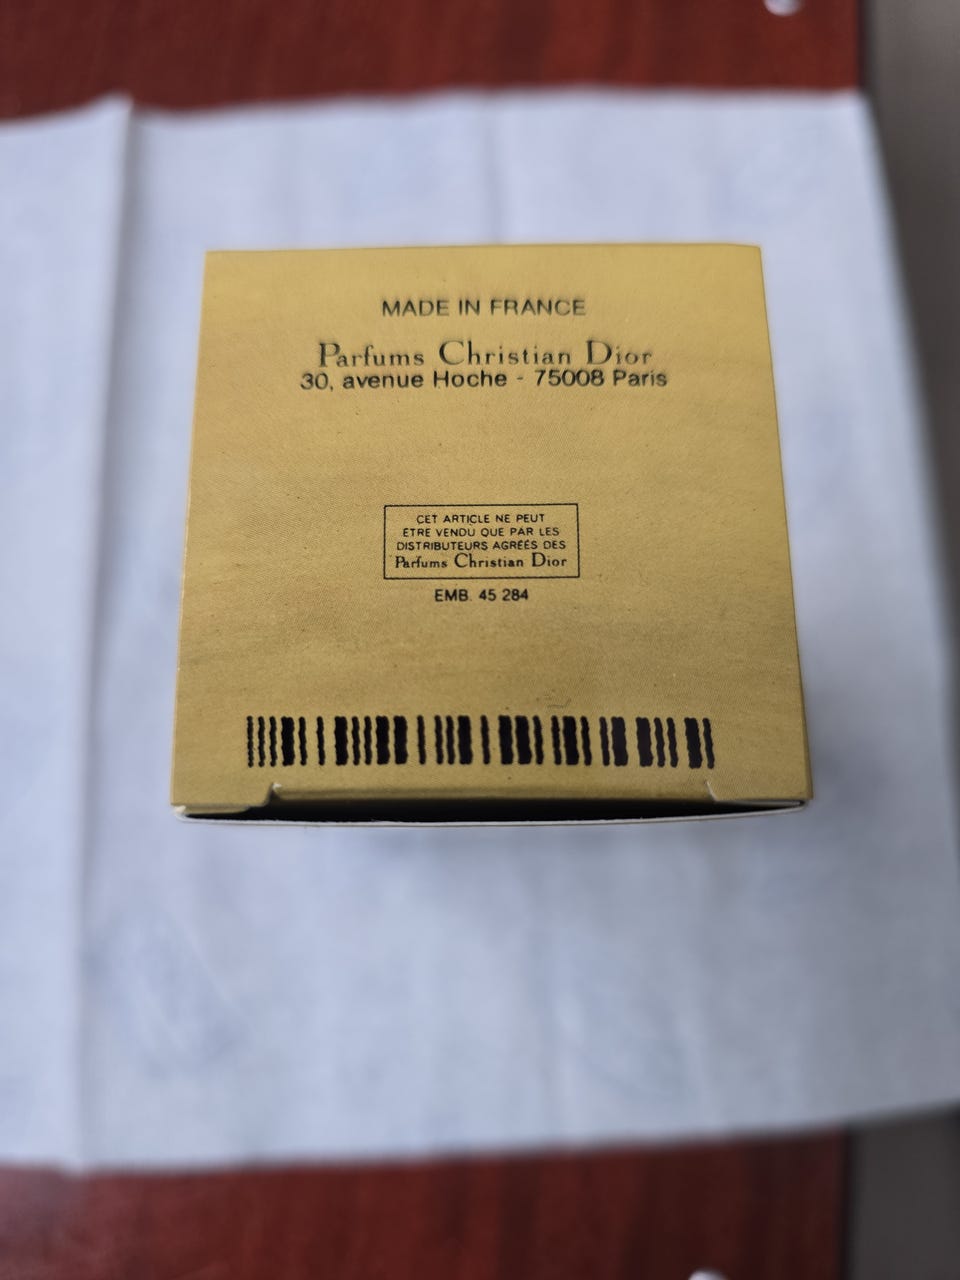 MADE IN FRANCE
Parfums Christian Dior
30, avenue Hoche - 75008 Paris
CET ARTICLE NE PEUT
ETRE VENDU QUE PAR LES
DISTRIBUTEURS AGRÉÉS DES
Parfums Christian Dior
EMB. 45 284